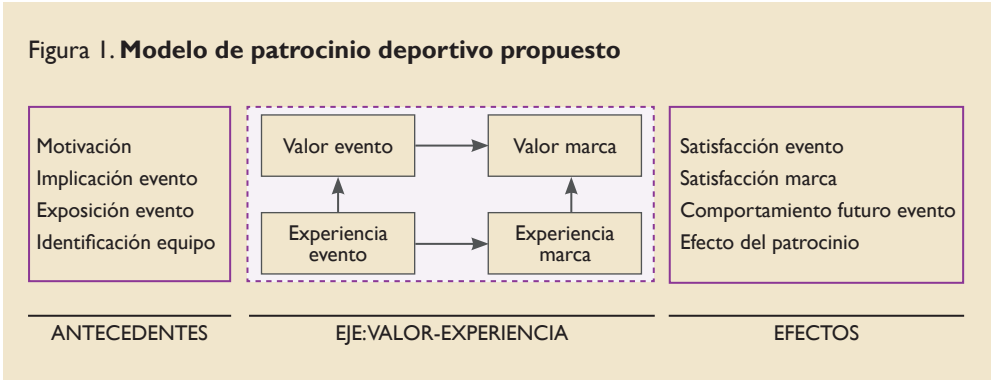 Figura 1. Modelo de patrocinio deportivo propuesto
Motivación
Implicación evento
Exposición evento
Identificación equipo
Valor evento
Valor marca
Experiencia
evento
Experiencia
marca
Satisfacción evento
Satisfacción marca
Comportamiento futuro evento
Efecto del patrocinio
ANTECEDENTES
EJE:VALOR-EXPERIENCIA
EFECTOS